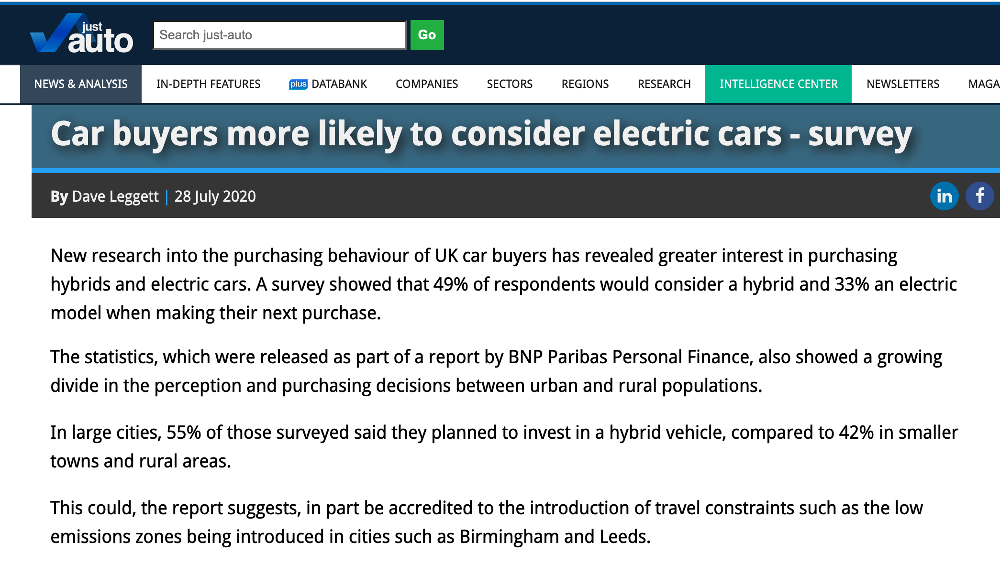 just
auto
Search just-auto
Go
NEWS & ANALYSIS IN-DEPTH FEATURES plus DATABANK COMPANIES SECTORS REGIONS RESEARCH INTELLIGENCE CENTER NEWSLETTERS MAGA
Car buyers more likely to consider electric cars - survey
By Dave Leggett | 28 July 2020
in f
New research into the purchasing behaviour of UK car buyers has revealed greater interest in purchasing
hybrids and electric cars. A survey showed that 49% of respondents would consider a hybrid and 33% an electric
model when making their next purchase.
The statistics, which were released as part of a report by BNP Paribas Personal Finance, also showed a growing
divide in the perception and purchasing decisions between urban and rural populations.
In large cities, 55% of those surveyed said they planned to invest in a hybrid vehicle, compared to 42% in smaller
towns and rural areas.
This could, the report suggests, in part be accredited to the introduction of travel constraints such as the low
emissions zones being introduced in cities such as Birmingham and Leeds.